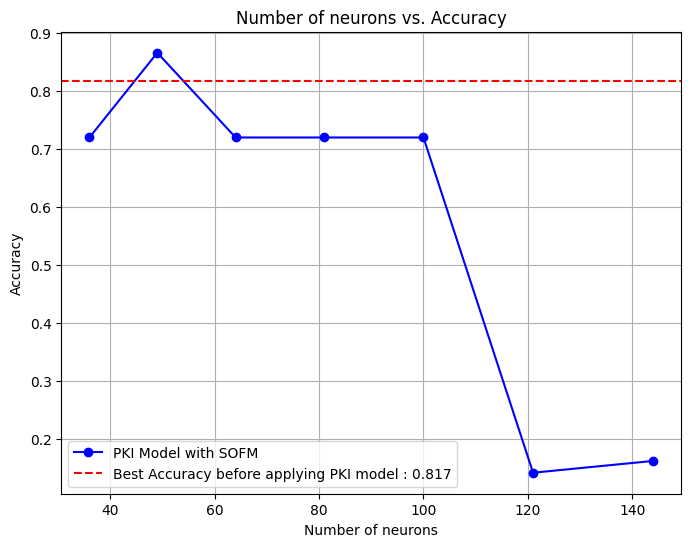 Number of neurons vs. Accuracy
0.9
0.8
0.7
0.6
0.5
0.4
0.3
0.2
Accuracy
PKI Model with SOFM
Best Accuracy before applying PKI model : 0.817
40 60 80 100 120 140
Number of neurons